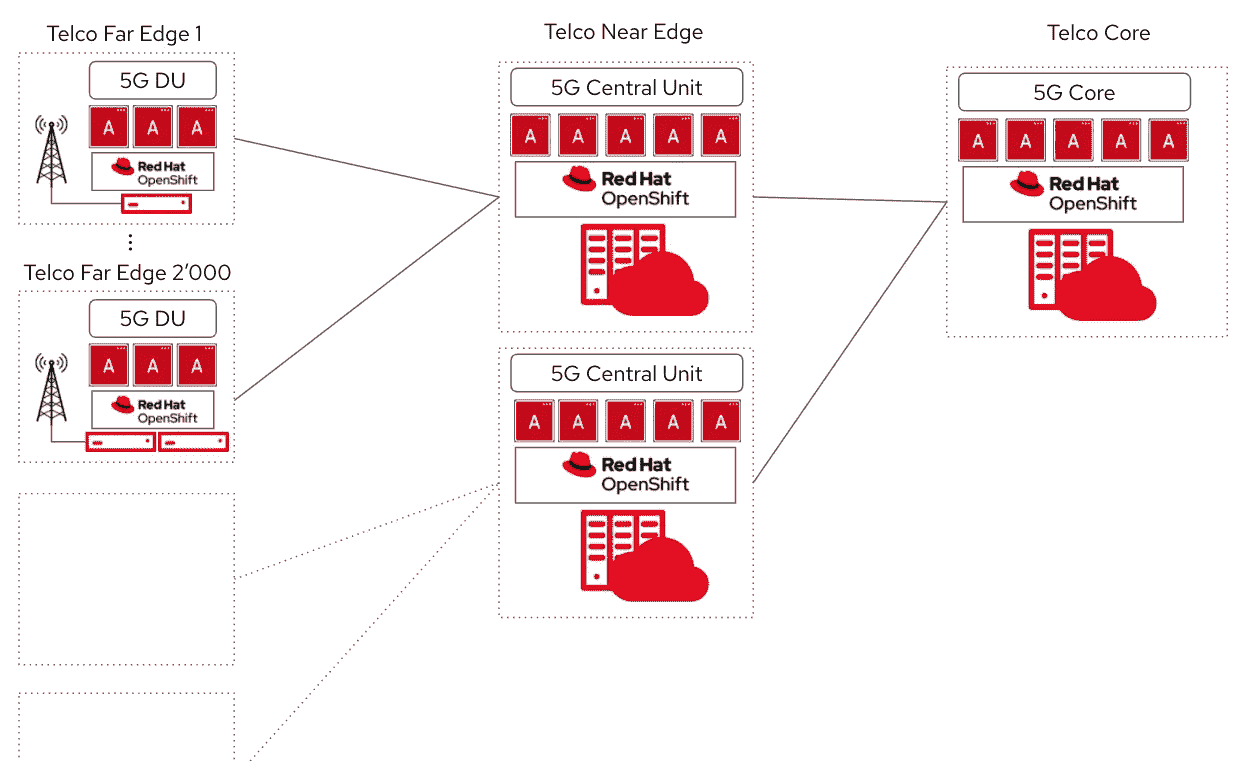 Telco Far Edge 1
5G DU
A A A
Red Hat
OpenShift
Telco Far Edge 2'000
5G DU
A A A
Red Hat
OpenShift
Telco Near Edge
5G Central Unit
A A A A A
Red Hat
OpenShift
5G Central Unit
A A A A A
Red Hat
OpenShift
Telco Core
5G Core
A A A A A
Red Hat
OpenShift